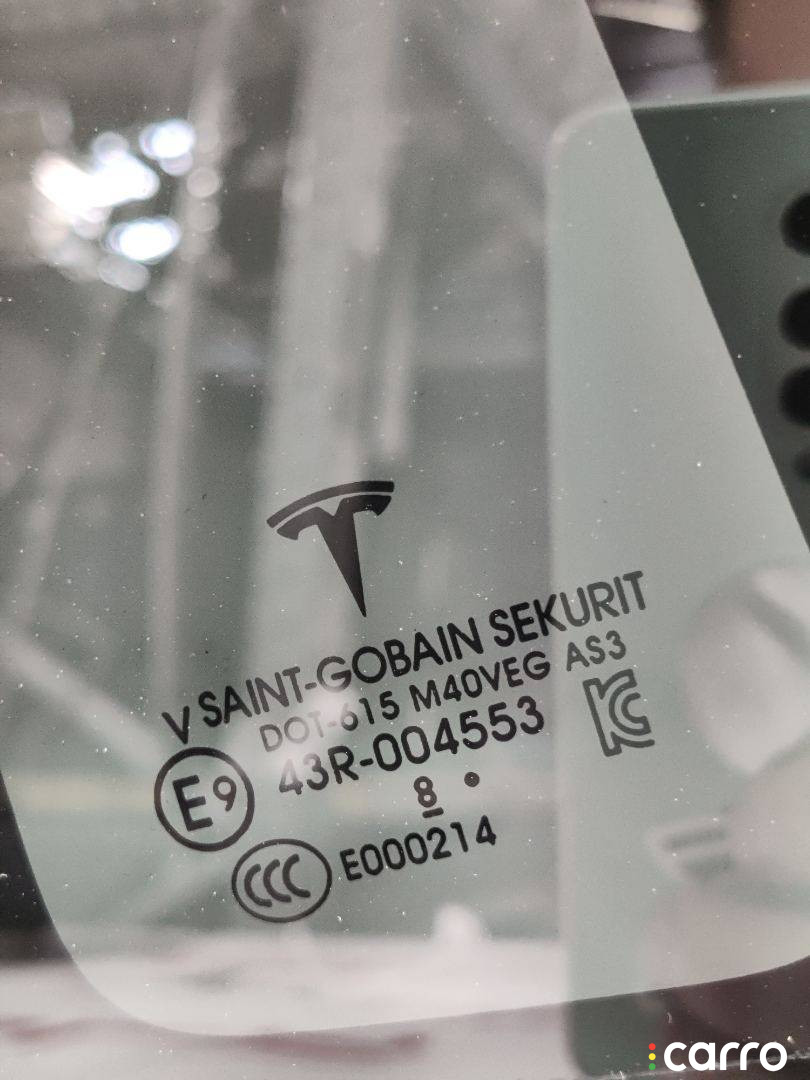 V SAINT-GOBAIN SEKURIT
DOT-615 M40VEG AS3
E9 43R-004553
8 •
CCC E000214
carro